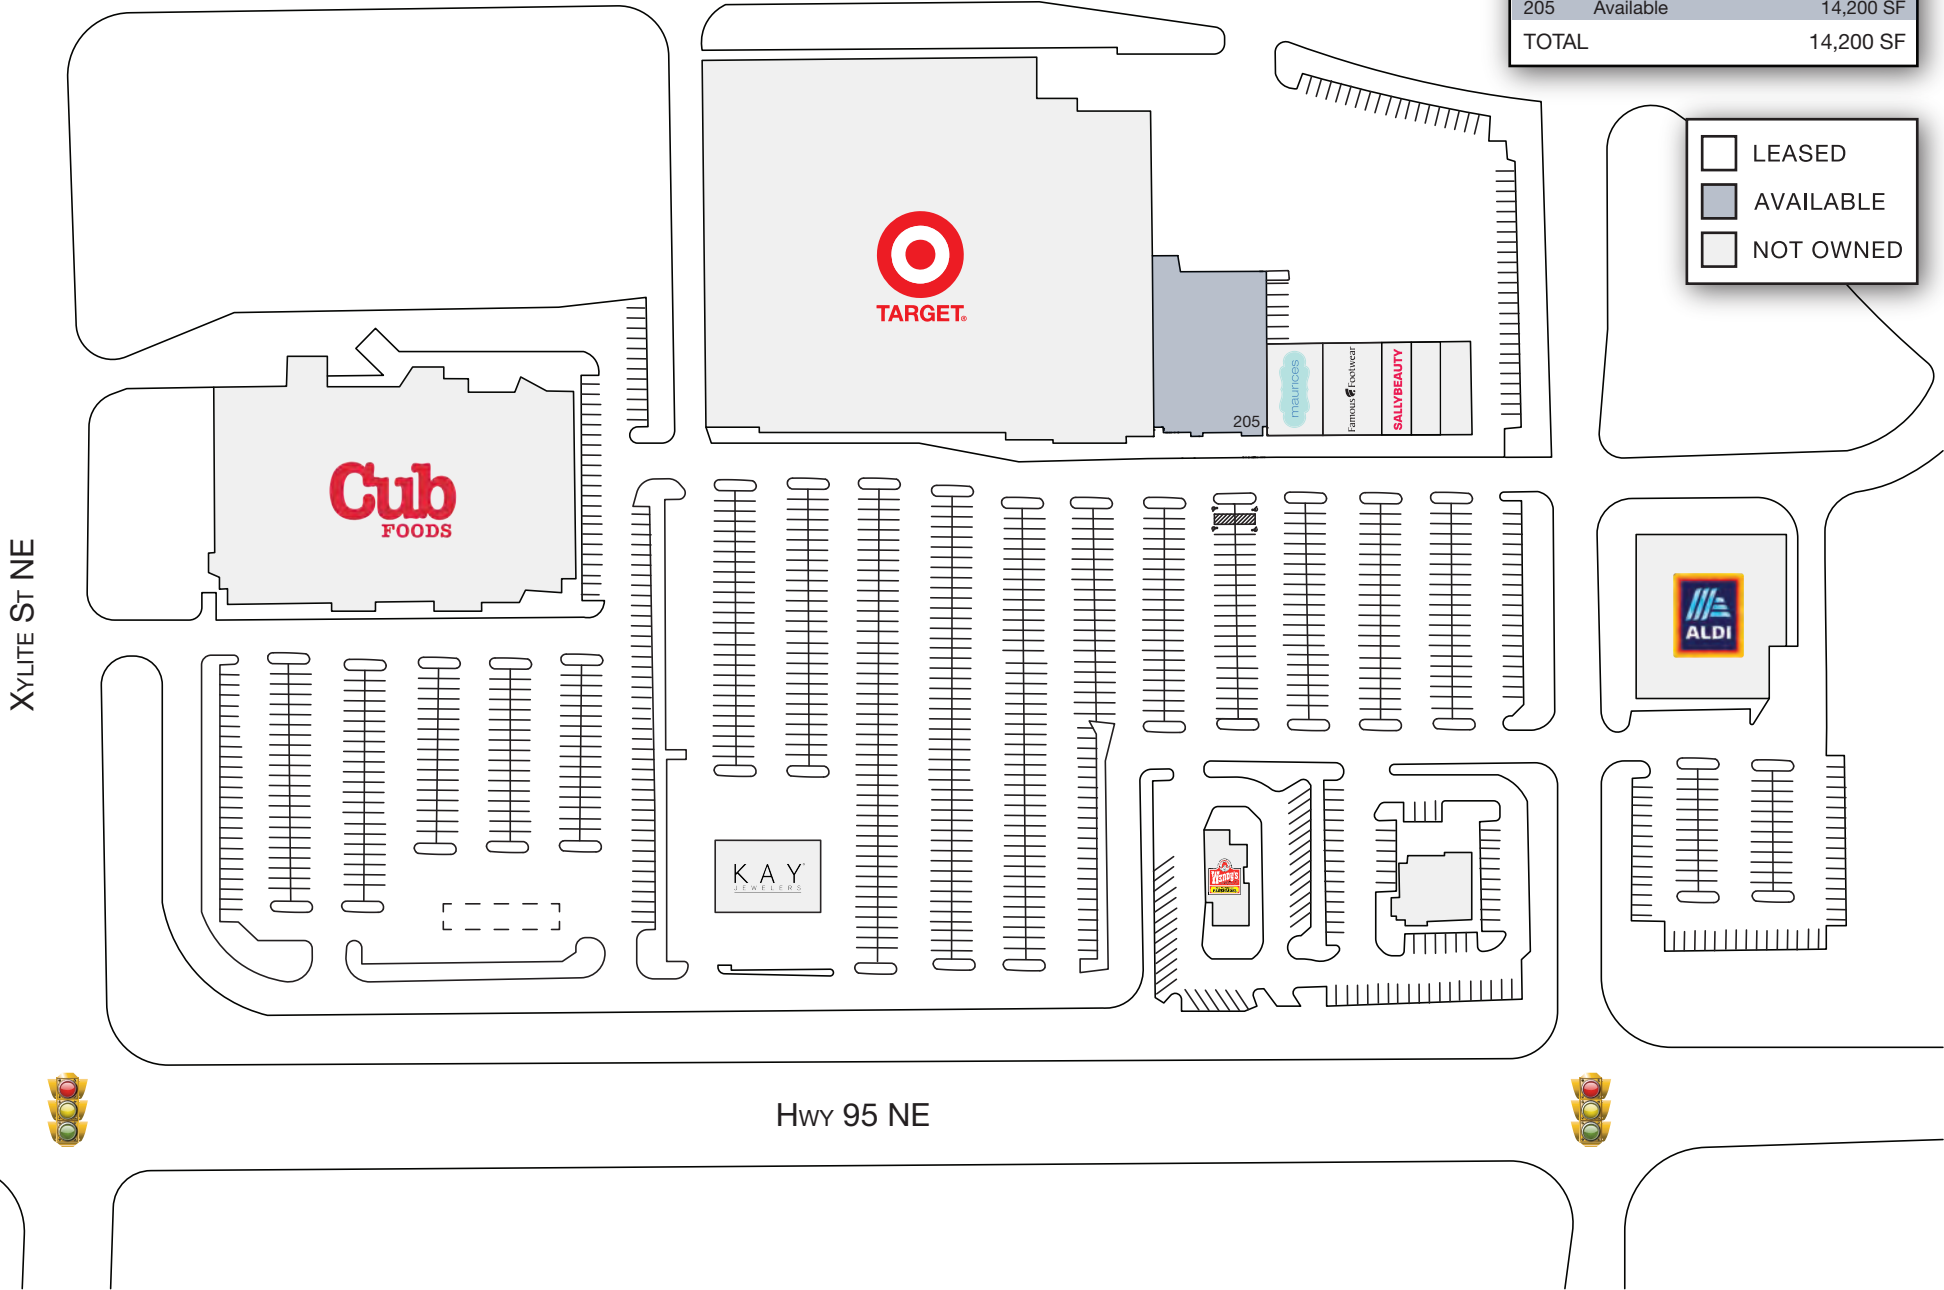 205 Available 14,200 SF
TOTAL 14,200 SF
LEASED
AVAILABLE
NOT OWNED
TARGET
205
maurices
Famous Footwear
SALLYBEAUTY
Cub
FOODS
XYLITE ST NE
ALDI
KAY
JEWELERS
Wendy's
HWY 95 NE